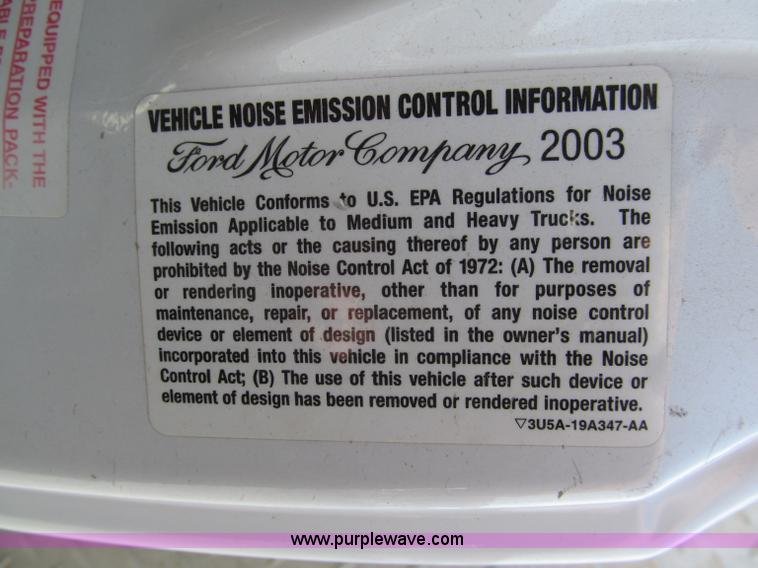 EQUIPPED WITH THE
PREPARATION PACK-
VEHICLE NOISE EMISSION CONTROL INFORMATION
Ford Motor Company 2003
This Vehicle Conforms to U.S. EPA Regulations for Noise
Emission Applicable to Medium and Heavy Trucks. The
following acts or the causing thereof by any person are
prohibited by the Noise Control Act of 1972: (A) The removal
or rendering inoperative, other than for purposes of
maintenance, repair, or replacement, of any noise control
device or element of design (listed in the owner's manual)
incorporated into this vehicle in compliance with the Noise
Control Act; (B) The use of this vehicle after such device or
element of design has been removed or rendered inoperative.
▽3U5A-19A347-AA
www.purplewave.com